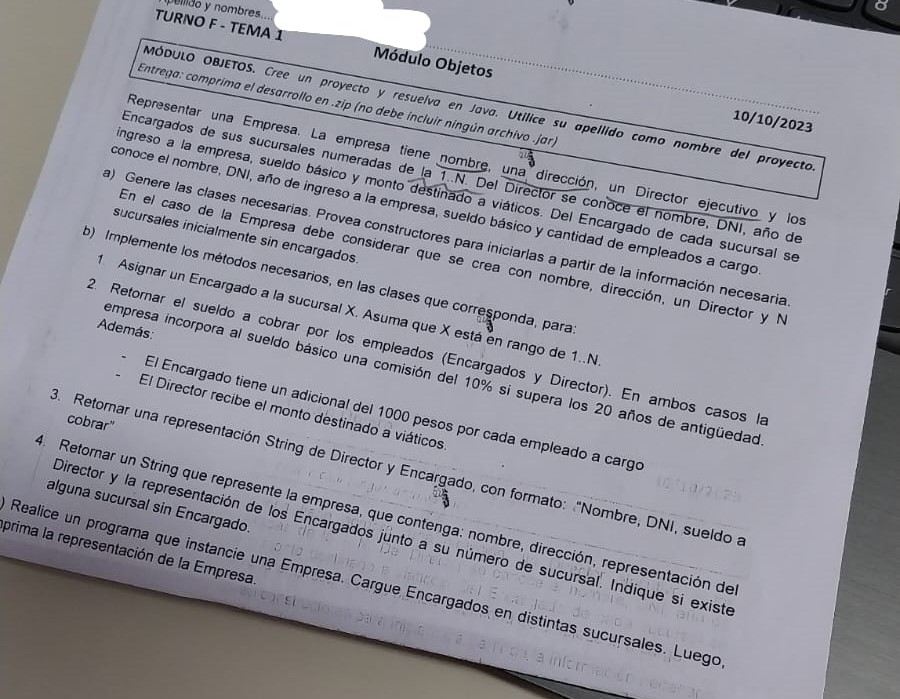 Apellido y nombres....
TURNO F - TEMA 1
Módulo Objetos
10/10/2023
MÓDULO OBJETOS. Cree un proyecto y resuelva en Java. Utilice su apellido como nombre del proyecto.
Entrega: comprima el desarrollo en .zip (no debe incluir ningún archivo .jar)
Representar una Empresa. La empresa tiene nombre, una dirección, un Director ejecutivo y los
Encargados de sus sucursales numeradas de la 1..N. Del Director se conoce el nombre, DNI, año de
ingreso a la empresa, sueldo básico y monto destinado a viáticos. Del Encargado de cada sucursal se
conoce el nombre, DNI, año de ingreso a la empresa, sueldo básico y cantidad de empleados a cargo.
a) Genere las clases necesarias. Provea constructores para iniciarlas a partir de la información necesaria.
En el caso de la Empresa debe considerar que se crea con nombre, dirección, un Director y N
sucursales inicialmente sin encargados.
b) Implemente los métodos necesarios, en las clases que corresponda, para:
1. Asignar un Encargado a la sucursal X. Asuma que X está en rango de 1..N.
2. Retornar el sueldo a cobrar por los empleados (Encargados y Director). En ambos casos la
empresa incorpora al sueldo básico una comisión del 10% si supera los 20 años de antigüedad.
Además:
- El Encargado tiene un adicional del 1000 pesos por cada empleado a cargo
- El Director recibe el monto destinado a viáticos.
3. Retornar una representación String de Director y Encargado, con formato: "Nombre, DNI, sueldo a
cobrar"
4. Retornar un String que represente la empresa, que contenga: nombre, dirección, representación del
Director y la representación de los Encargados junto a su número de sucursal. Indique si existe
alguna sucursal sin Encargado.
) Realice un programa que instancie una Empresa. Cargue Encargados en distintas sucursales. Luego,
mprima la representación de la Empresa.